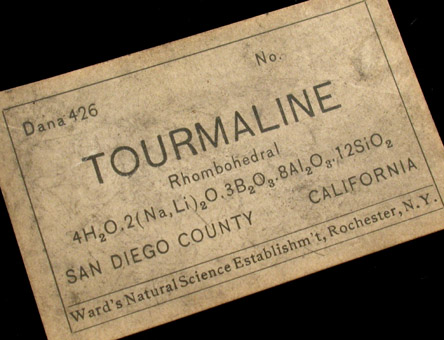 Dana 426 No.
TOURMALINE
Rhombohedral
4H₂O.2(Na,Li)₂O.3B₂O₃.8Al₂O₃.12SiO₂
SAN DIEGO COUNTY CALIFORNIA
Ward's Natural Science Establishm't, Rochester, N.Y.